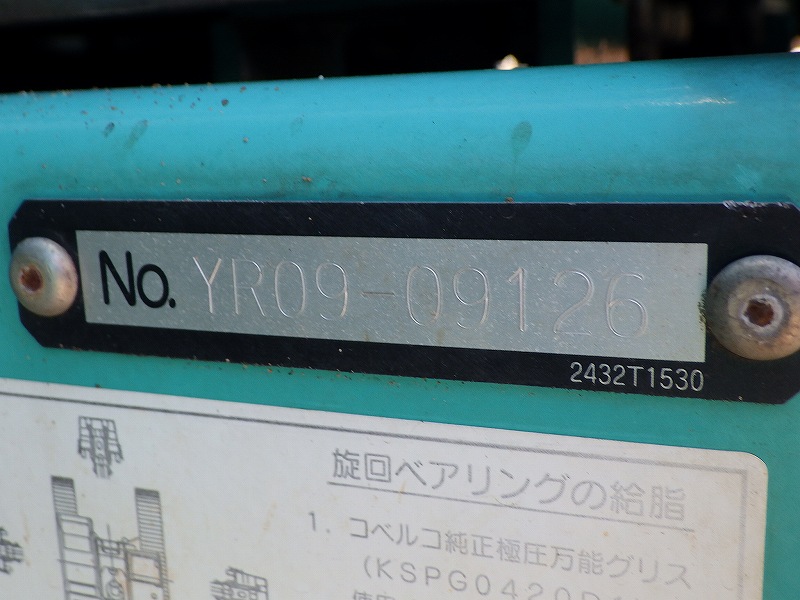 No. YR09-09126
2432T1530
旋回ベアリングの給脂
1. コベルコ純正極圧万能グリス
(KSPG0420D